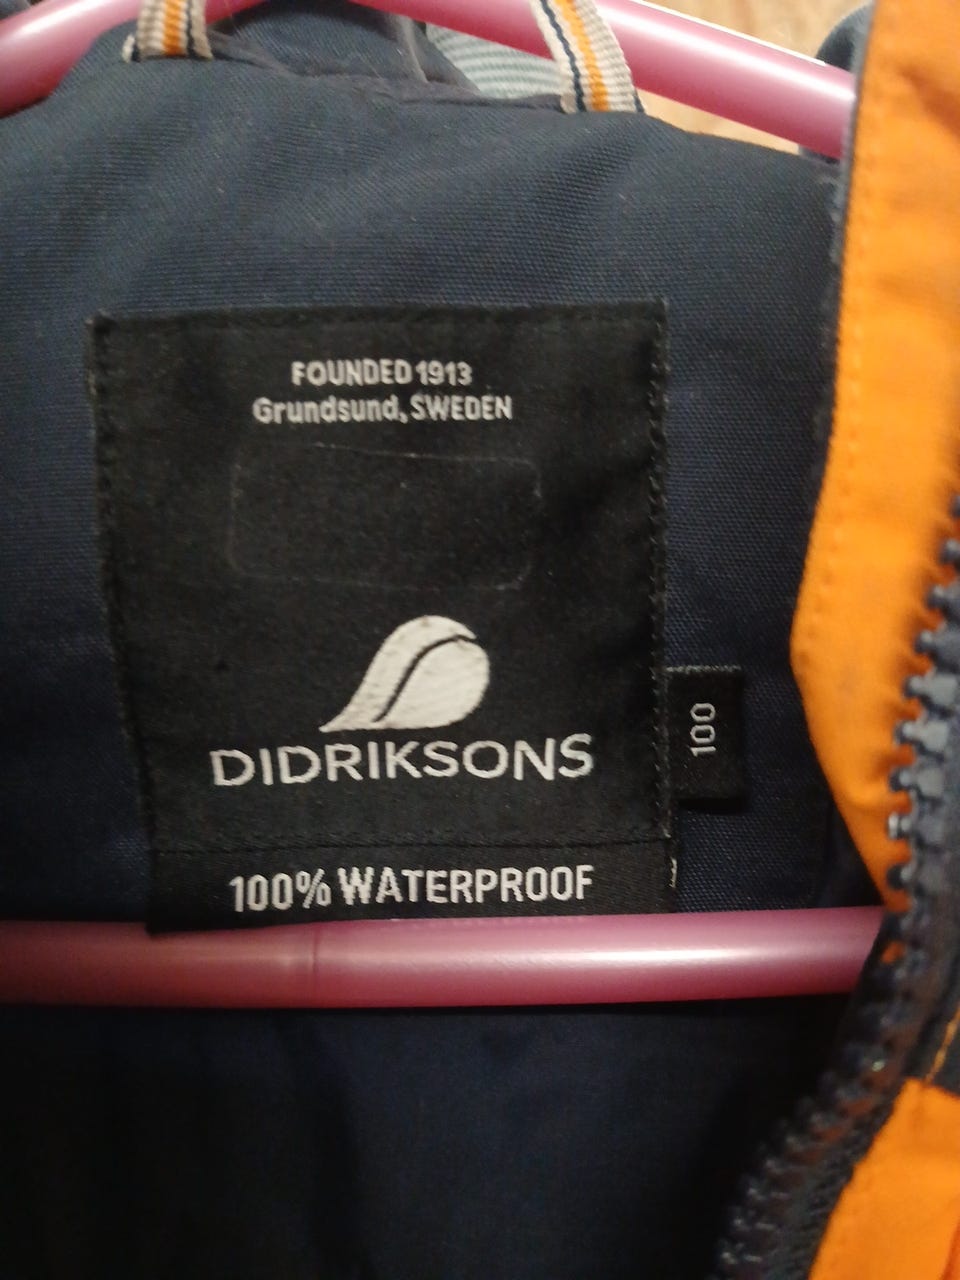 FOUNDED 1913
Grundsund, SWEDEN
DIDRIKSONS
100
100% WATERPROOF